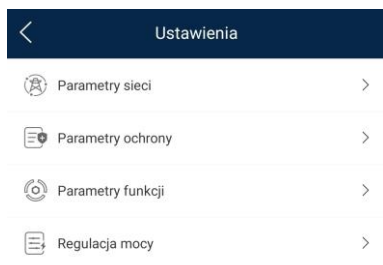 Ustawienia
Parametry sieci
Parametry ochrony
Parametry funkcji
Regulacja mocy